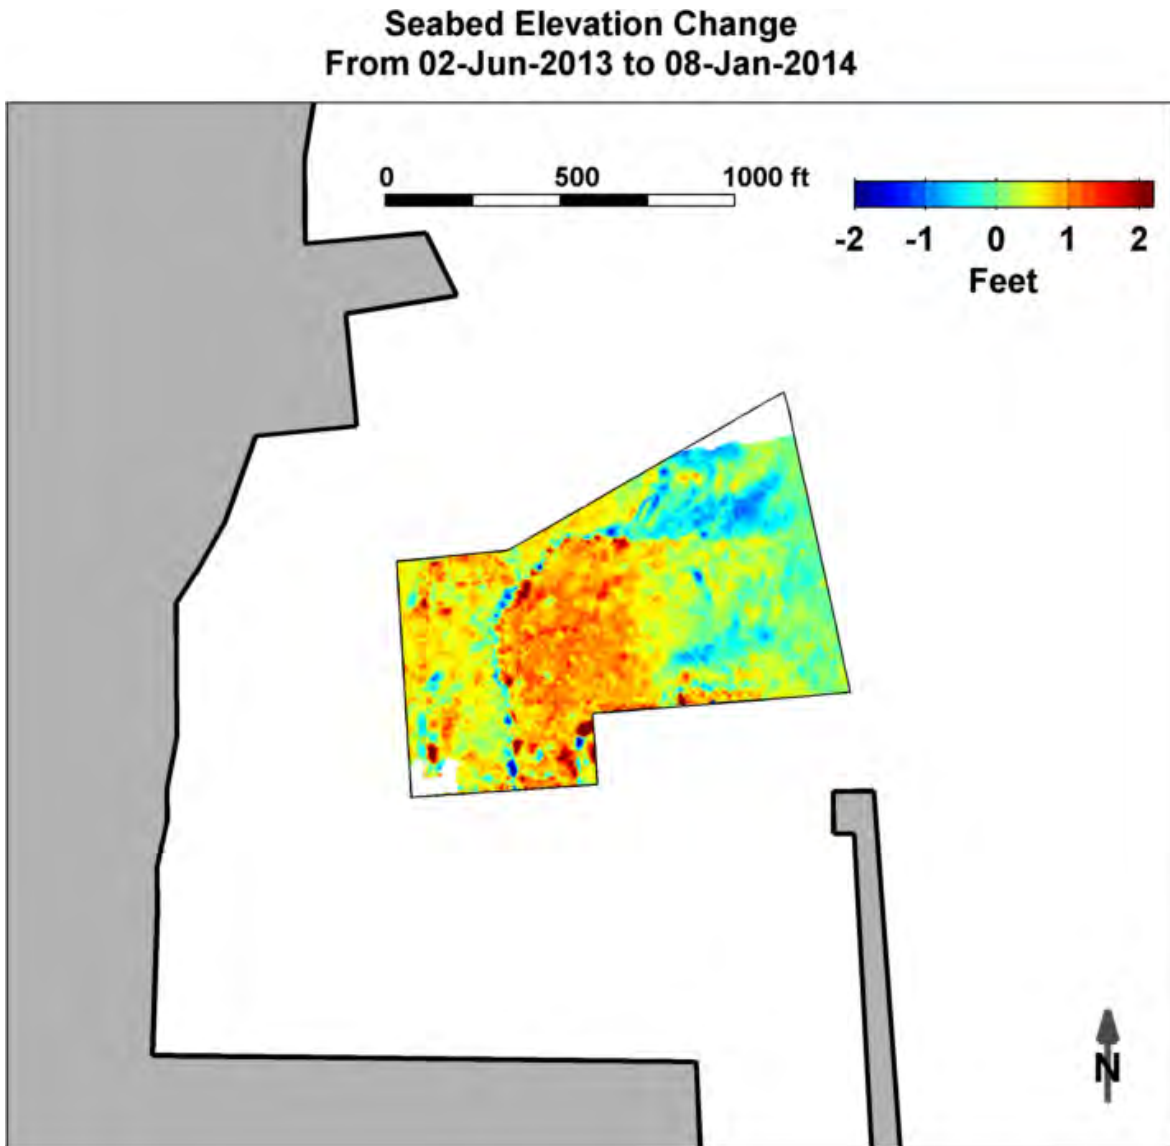 Seabed Elevation Change
From 02-Jun-2013 to 08-Jan-2014
0 500 1000 ft
-2 -1 0 1 2
Feet
N